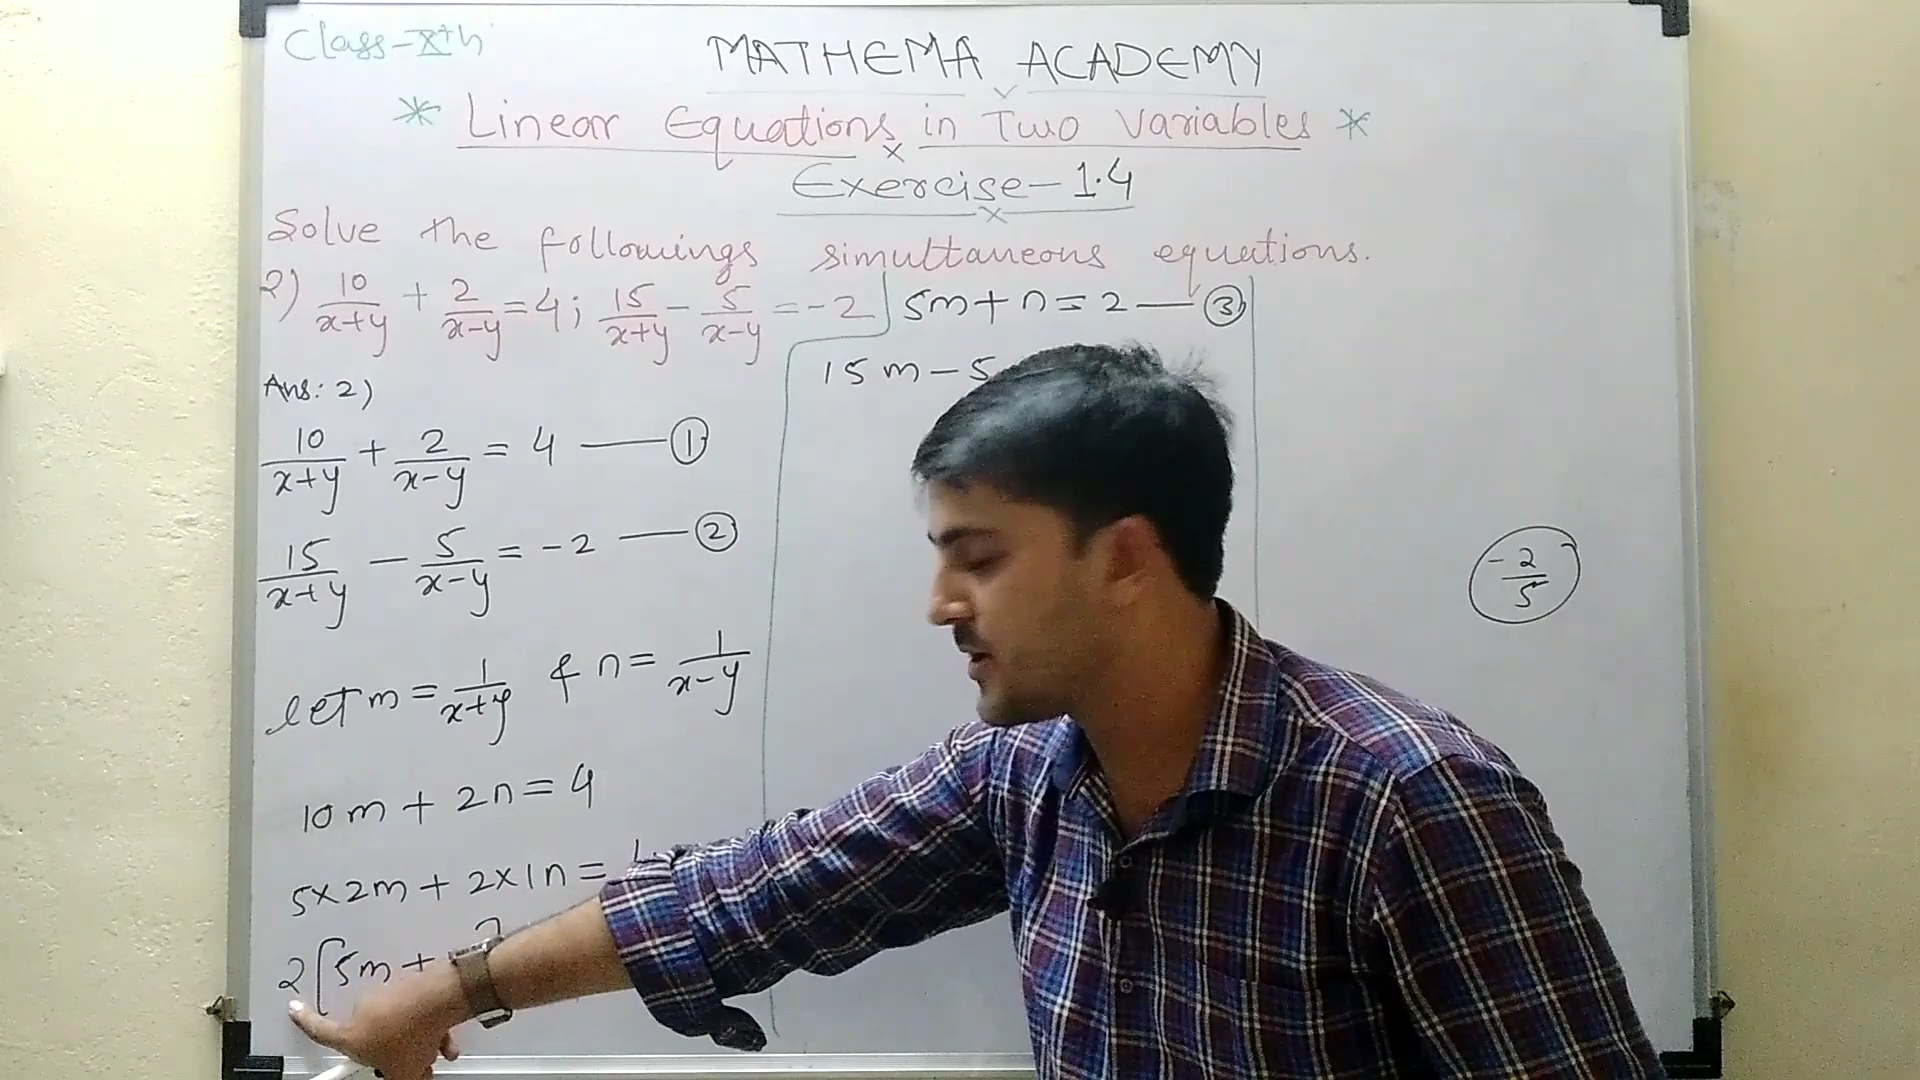 Class-Xth
MATHEMA ACADEMY
* Linear Equations in Two Variables *
Exercise-1.4
Solve the followings simultaneous equations.
2) 10/(x+y) + 2/(x-y) = 4; 15/(x+y) - 5/(x-y) = -2
Ans: 2)
10/(x+y) + 2/(x-y) = 4 — ①
15/(x+y) - 5/(x-y) = -2 — ②
let m = 1/(x+y) & n = 1/(x-y)
10m + 2n = 4
5×2m + 2×1n =
2[5m +
5m + n = 2 — ③
15m - 5
-2/5